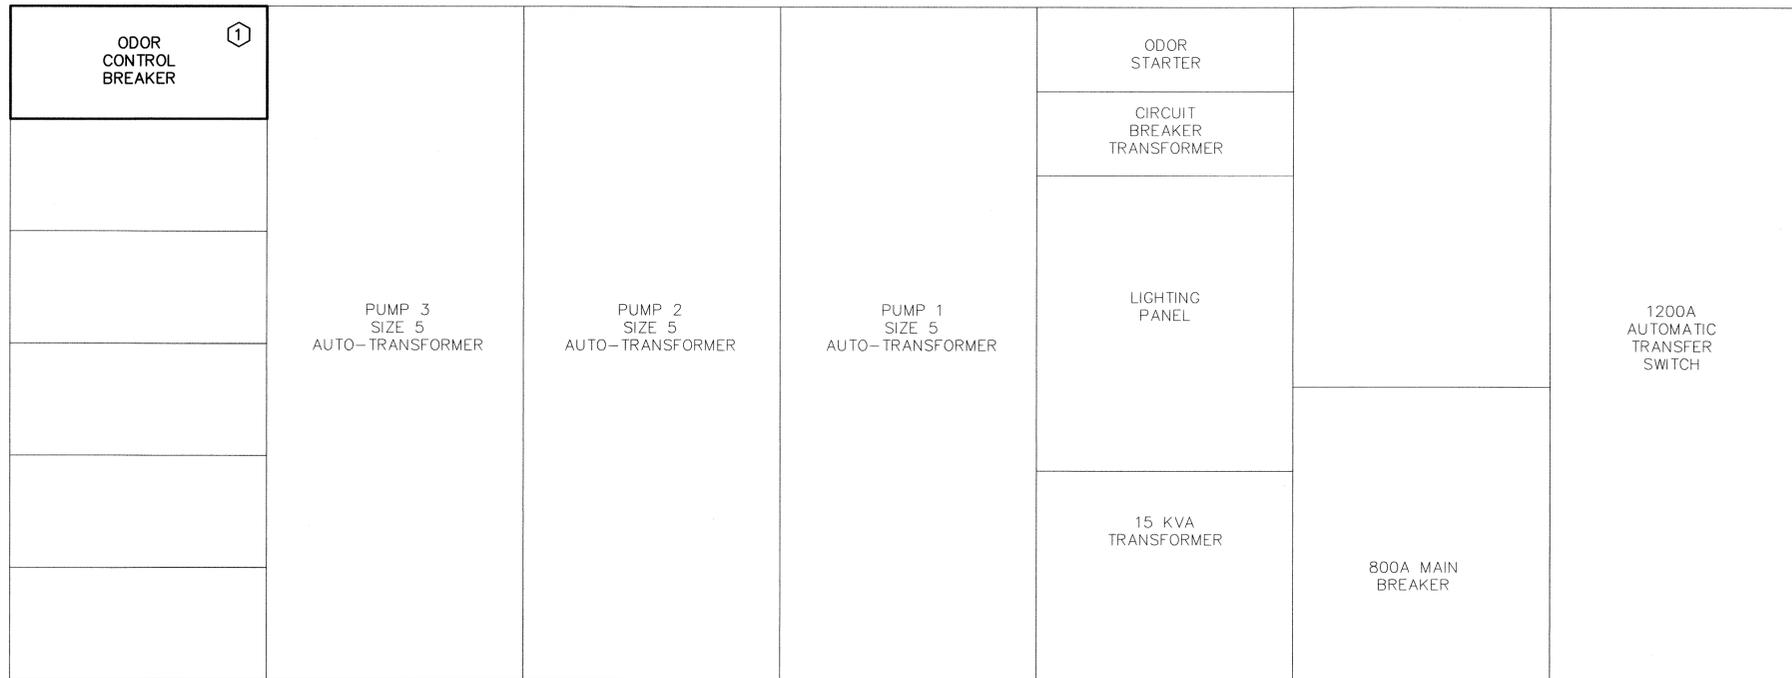 ODOR
CONTROL
BREAKER
1
PUMP 3
SIZE 5
AUTO-TRANSFORMER
PUMP 2
SIZE 5
AUTO-TRANSFORMER
PUMP 1
SIZE 5
AUTO-TRANSFORMER
ODOR
STARTER
CIRCUIT
BREAKER
TRANSFORMER
LIGHTING
PANEL
15 KVA
TRANSFORMER
800A MAIN
BREAKER
1200A
AUTOMATIC
TRANSFER
SWITCH